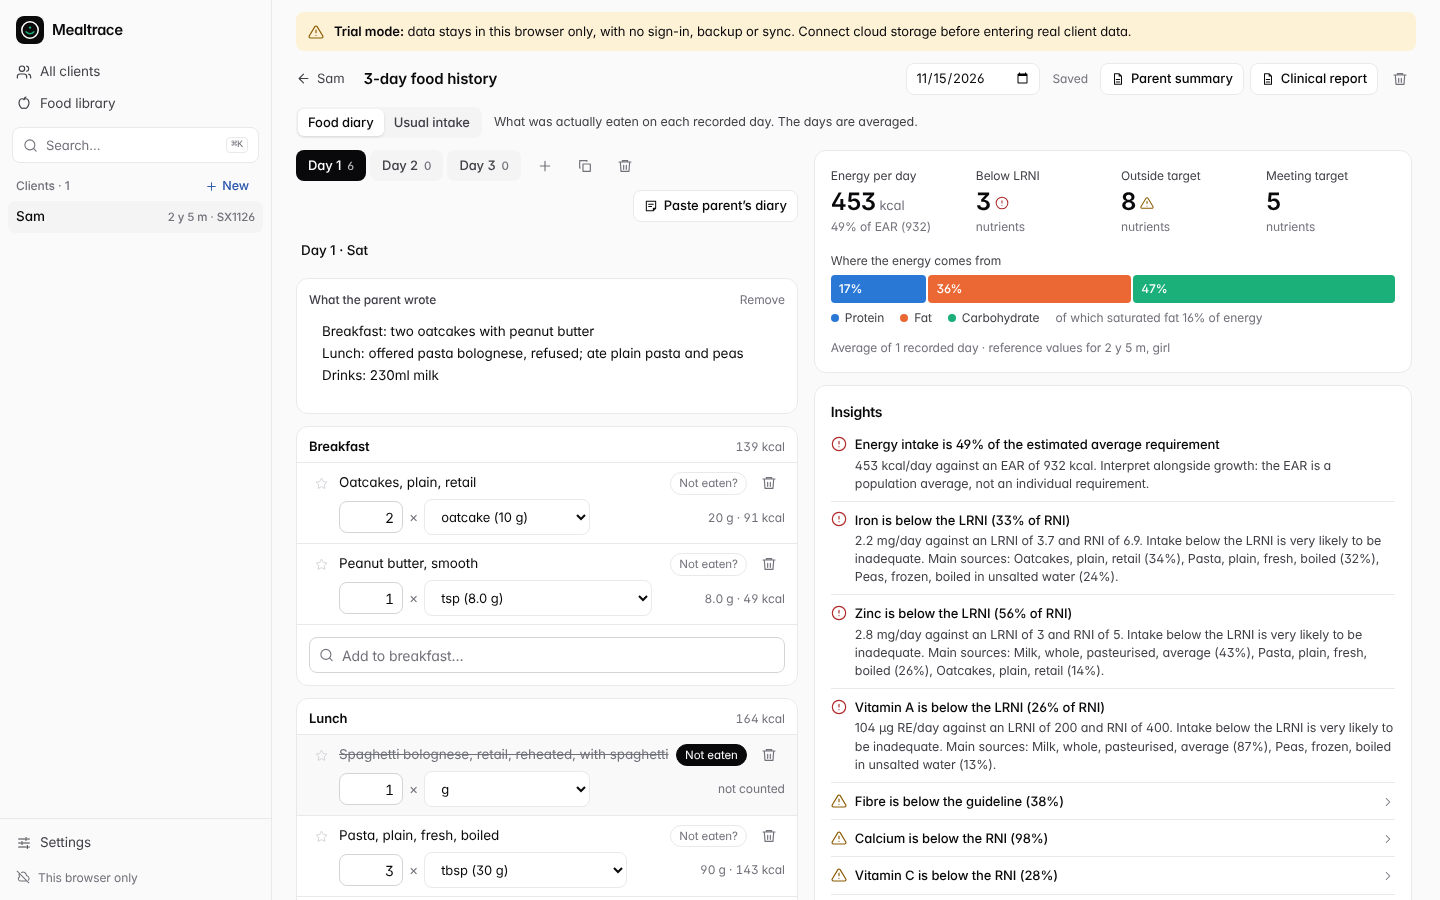 Mealtrace
All clients
Food library
Search...
⌘K
Clients · 1
+ New
Sam
2 y 5 m · SX1126
Settings
This browser only
Trial mode: data stays in this browser only, with no sign-in, backup or sync. Connect cloud storage before entering real client data.
← Sam
3-day food history
11/15/2026
Saved
Parent summary
Clinical report
Food diary
Usual intake
What was actually eaten on each recorded day. The days are averaged.
Day 1 6
Day 2 0
Day 3 0
Paste parent's diary
Day 1 · Sat
What the parent wrote
Remove
Breakfast: two oatcakes with peanut butter
Lunch: offered pasta bolognese, refused; ate plain pasta and peas
Drinks: 230ml milk
Breakfast
139 kcal
Oatcakes, plain, retail
Not eaten?
2 × oatcake (10 g)
20 g · 91 kcal
Peanut butter, smooth
Not eaten?
1 × tsp (8.0 g)
8.0 g · 49 kcal
Add to breakfast...
Lunch
164 kcal
Spaghetti bolognese, retail, reheated, with spaghetti
Not eaten
1 × g
not counted
Pasta, plain, fresh, boiled
Not eaten?
3 × tbsp (30 g)
90 g · 143 kcal
Energy per day
453 kcal
49% of EAR (932)
Below LRNI
3
nutrients
Outside target
8
nutrients
Meeting target
5
nutrients
Where the energy comes from
17%
36%
47%
Protein
Fat
Carbohydrate
of which saturated fat 16% of energy
Average of 1 recorded day · reference values for 2 y 5 m, girl
Insights
Energy intake is 49% of the estimated average requirement
453 kcal/day against an EAR of 932 kcal. Interpret alongside growth: the EAR is a
population average, not an individual requirement.
Iron is below the LRNI (33% of RNI)
2.2 mg/day against an LRNI of 3.7 and RNI of 6.9. Intake below the LRNI is very likely to be
inadequate. Main sources: Oatcakes, plain, retail (34%), Pasta, plain, fresh, boiled (32%),
Peas, frozen, boiled in unsalted water (24%).
Zinc is below the LRNI (56% of RNI)
2.8 mg/day against an LRNI of 3 and RNI of 5. Intake below the LRNI is very likely to be
inadequate. Main sources: Milk, whole, pasteurised, average (43%), Pasta, plain, fresh,
boiled (26%), Oatcakes, plain, retail (14%).
Vitamin A is below the LRNI (26% of RNI)
104 µg RE/day against an LRNI of 200 and RNI of 400. Intake below the LRNI is very likely to
be inadequate. Main sources: Milk, whole, pasteurised, average (87%), Peas, frozen, boiled
in unsalted water (13%).
Fibre is below the guideline (38%)
Calcium is below the RNI (98%)
Vitamin C is below the RNI (28%)